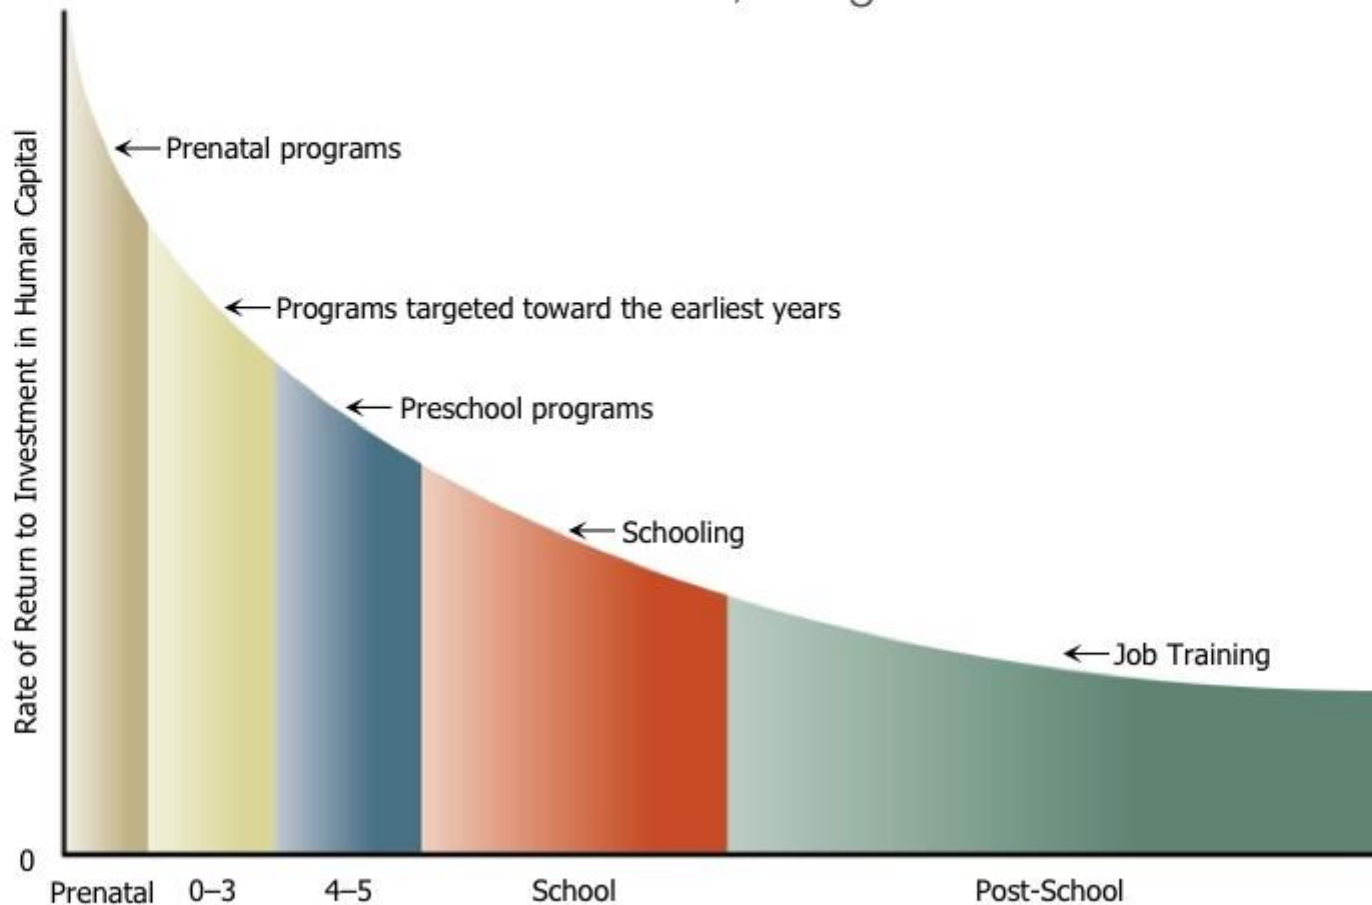 Rate of Return to Investment in Human Capital
Prenatal programs
Programs targeted toward the earliest years
Preschool programs
Schooling
Job Training
0
Prenatal 0–3 4–5 School Post-School